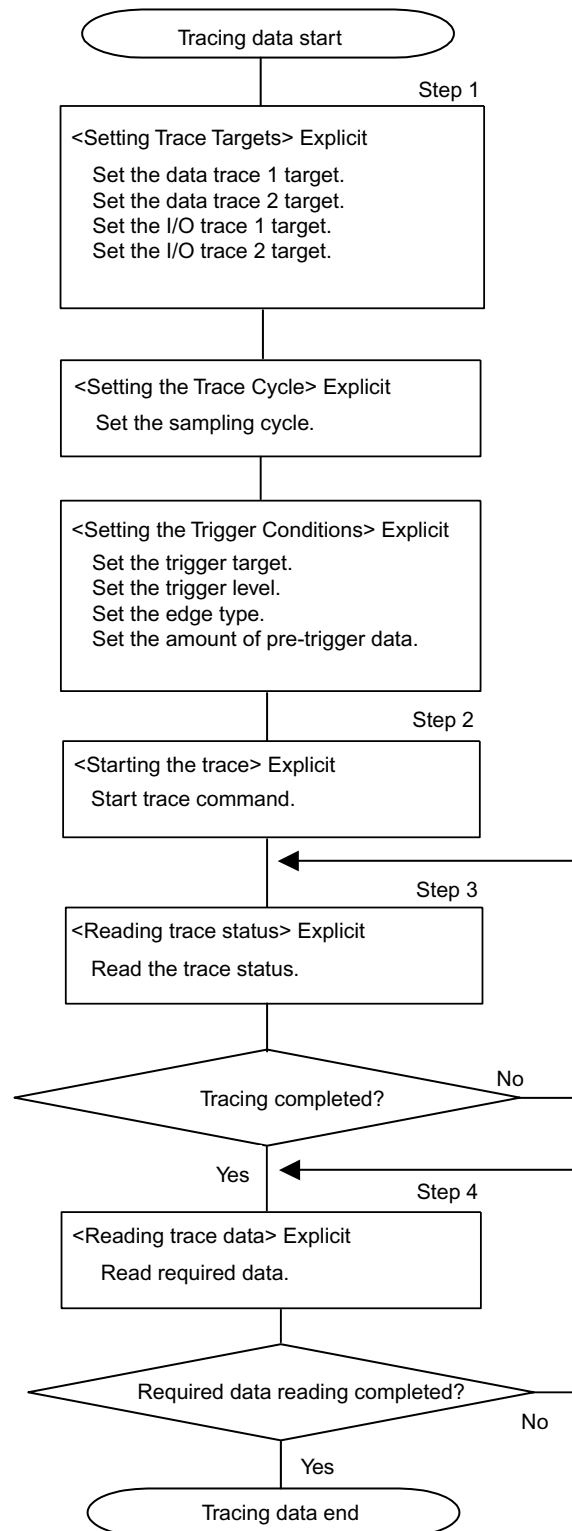 Tracing data start
Step 1
<Setting Trace Targets> Explicit
Set the data trace 1 target.
Set the data trace 2 target.
Set the I/O trace 1 target.
Set the I/O trace 2 target.
<Setting the Trace Cycle> Explicit
Set the sampling cycle.
<Setting the Trigger Conditions> Explicit
Set the trigger target.
Set the trigger level.
Set the edge type.
Set the amount of pre-trigger data.
Step 2
<Starting the trace> Explicit
Start trace command.
Step 3
<Reading trace status> Explicit
Read the trace status.
Tracing completed?
No
Yes
Step 4
<Reading trace data> Explicit
Read required data.
Required data reading completed?
No
Yes
Tracing data end